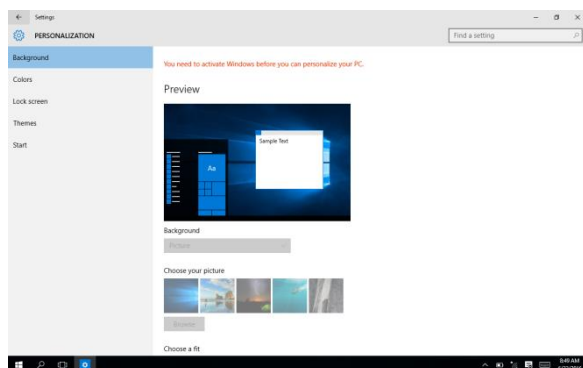 Settings
PERSONALIZATION
Find a setting
Background
Colors
Lock screen
Themes
Start
You need to activate Windows before you can personalize your PC.
Preview
Sample Text
Aa
Background
Picture
Choose your picture
Browse
Choose a fit
8:49 AM